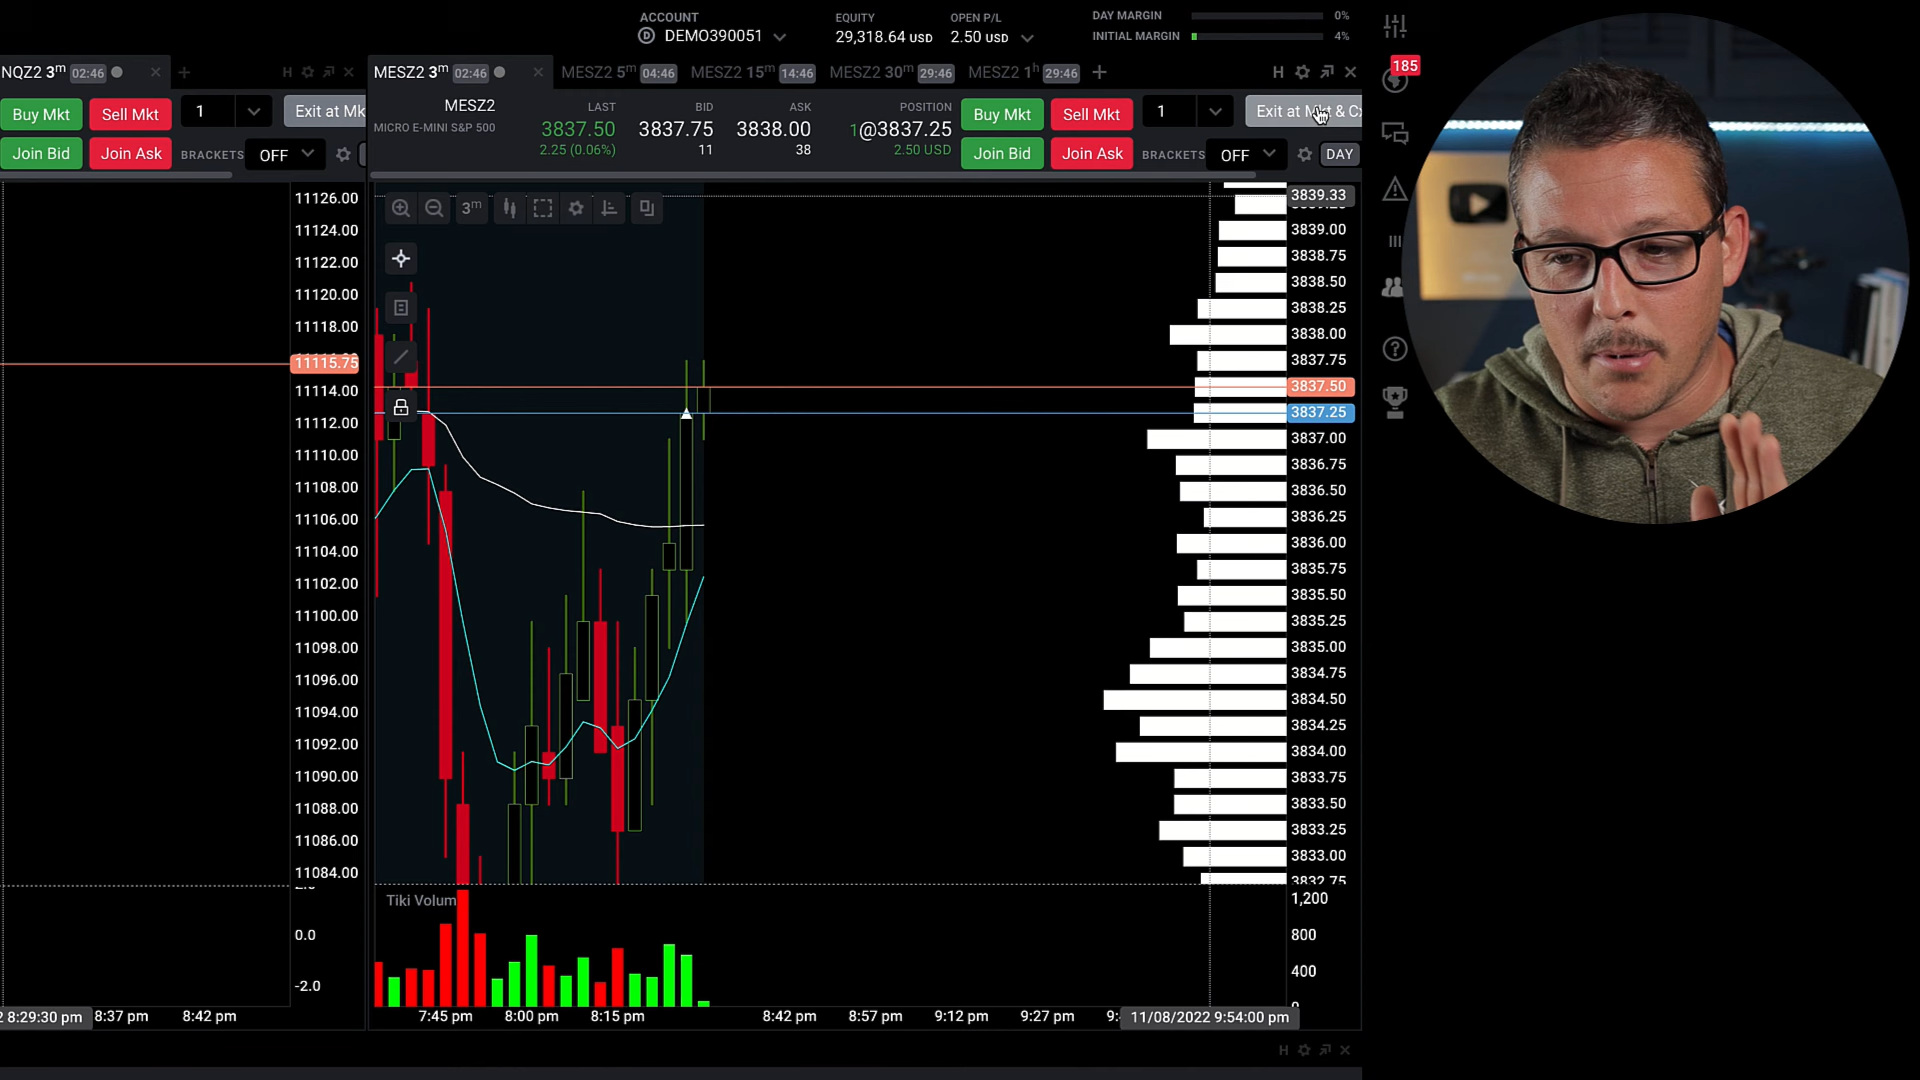 ACCOUNT
D DEMO390051
EQUITY
29,318.64 USD
OPEN P/L
2.50 USD
DAY MARGIN 0%
INITIAL MARGIN 4%
NQZ2 3m 02:46
H
MESZ2 3m 02:46
MESZ2 5m 04:46
MESZ2 15m 14:46
MESZ2 30m 29:46
MESZ2 1h 29:46
H
185
Buy Mkt
Sell Mkt
1
Exit at Mk
Join Bid
Join Ask
BRACKETS OFF
MESZ2
MICRO E-MINI S&P 500
LAST
3837.50
2.25 (0.06%)
BID
3837.75
11
ASK
3838.00
38
POSITION
1@3837.25
2.50 USD
Buy Mkt
Sell Mkt
1
Exit at Mkt & Cx
Join Bid
Join Ask
BRACKETS OFF
DAY
11126.00
11124.00
11122.00
11120.00
11118.00
11115.75
11114.00
11112.00
11110.00
11108.00
11106.00
11104.00
11102.00
11100.00
11098.00
11096.00
11094.00
11092.00
11090.00
11088.00
11086.00
11084.00
0.0
-2.0
2 8:29:30 pm
8:37 pm
8:42 pm
3m
3839.33
3839.00
3838.75
3838.50
3838.25
3838.00
3837.75
3837.50
3837.25
3837.00
3836.75
3836.50
3836.25
3836.00
3835.75
3835.50
3835.25
3835.00
3834.75
3834.50
3834.25
3834.00
3833.75
3833.50
3833.25
3833.00
3832.75
Tiki Volum
1,200
800
400
0
7:45 pm
8:00 pm
8:15 pm
8:42 pm
8:57 pm
9:12 pm
9:27 pm
11/08/2022 9:54:00 pm
H